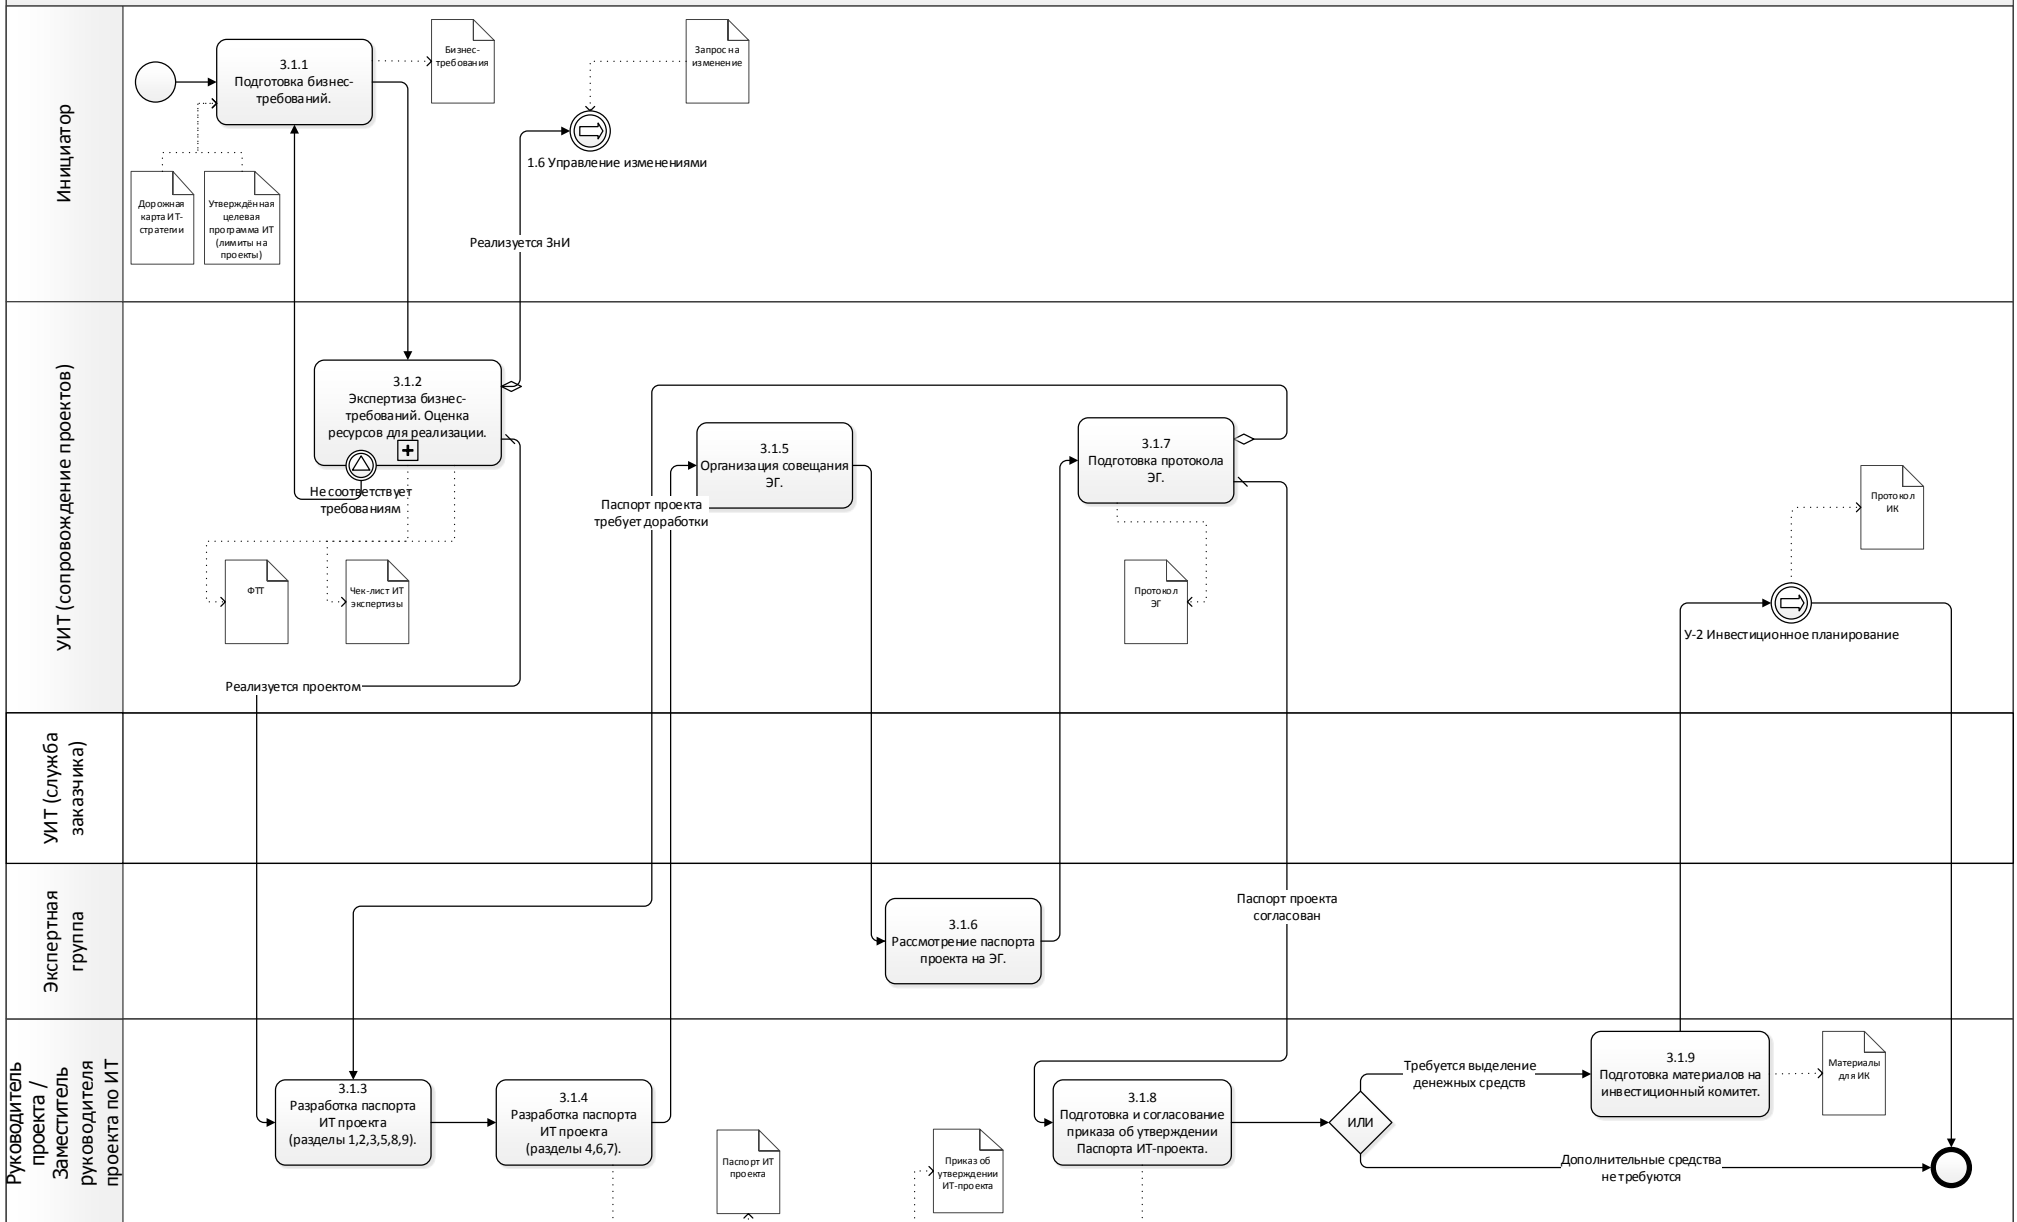 Инициатор
3.1.1
Подготовка бизнес-
требований.
Бизнес-
требования
Запрос на
изменение
1.6 Управление изменениями
Дорожная
карта ИТ-
стратегии
Утверждённая
целевая
программа ИТ
(лимиты на
проекты)
Реализуется ЗнИ
УИТ (сопровождение проектов)
3.1.2
Экспертиза бизнес-
требований. Оценка
ресурсов для реализации.
Не соответствует
требованиям
ФТТ
Чек-лист ИТ
экспертизы
Реализуется проектом
3.1.5
Организация совещания
ЭГ.
Паспорт проекта
требует доработки
3.1.7
Подготовка протокола
ЭГ.
Протокол
ЭГ
Протокол
ИК
У-2 Инвестиционное планирование
УИТ (служба
заказчика)
Экспертная
группа
3.1.6
Рассмотрение паспорта
проекта на ЭГ.
Паспорт проекта
согласован
Руководитель
проекта /
Заместитель
руководителя
проекта по ИТ
3.1.3
Разработка паспорта
ИТ проекта
(разделы 1,2,3,5,8,9).
3.1.4
Разработка паспорта
ИТ проекта
(разделы 4,6,7).
Паспорт ИТ
проекта
Приказ об
утверждении
ИТ-проекта
3.1.8
Подготовка и согласование
приказа об утверждении
Паспорта ИТ-проекта.
ИЛИ
Требуется выделение
денежных средств
3.1.9
Подготовка материалов на
инвестиционный комитет.
Материалы
для ИК
Дополнительные средства
не требуются